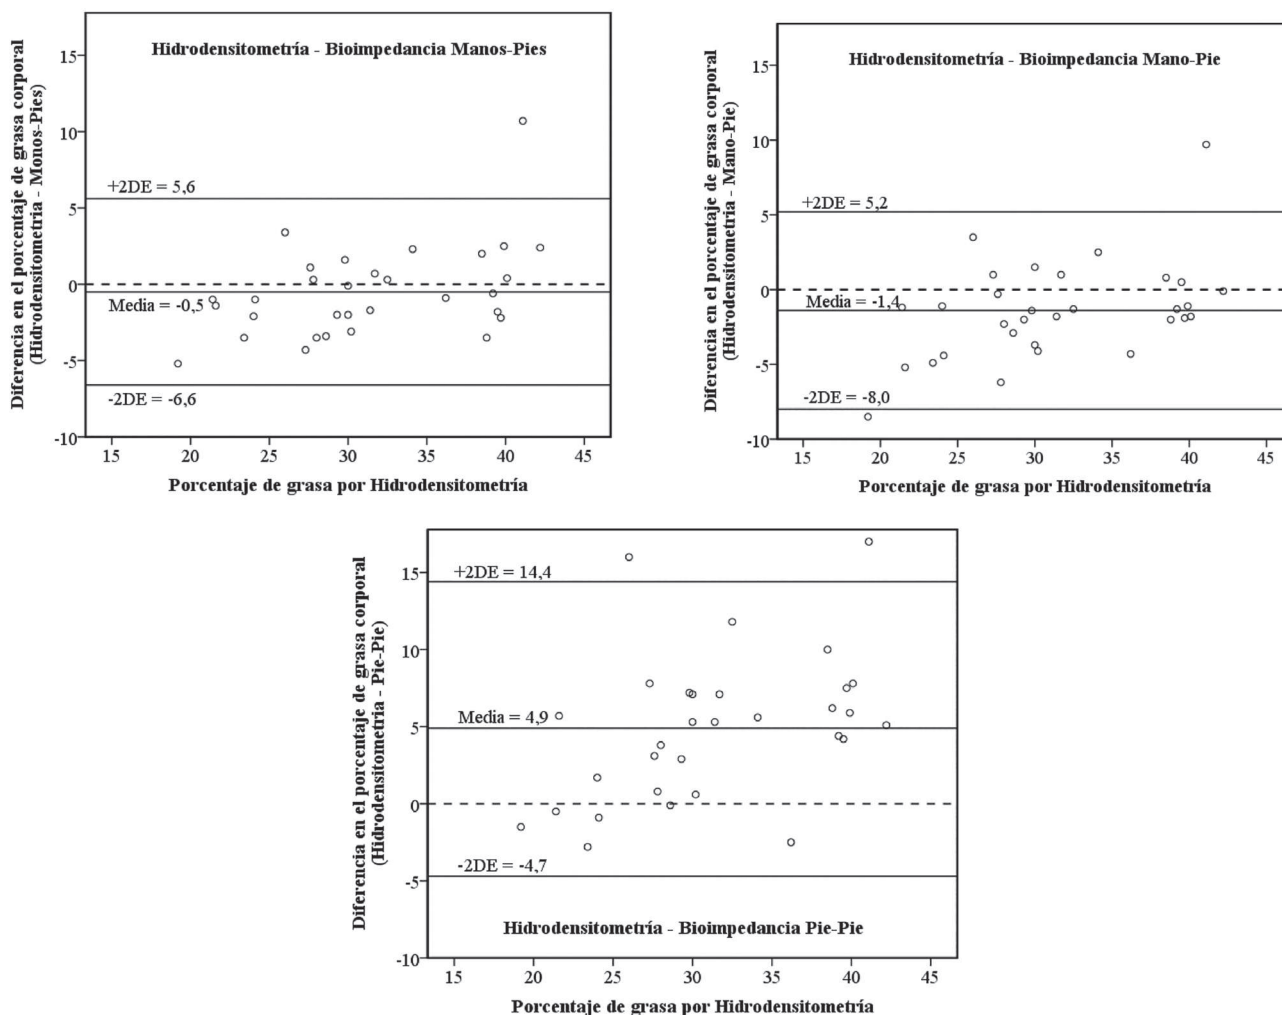 Hidrodensitometría - Bioimpedancia Manos-Pies
Diferencia en el porcentaje de grasa corporal
(Hidrodensitometría - Monos-Pies)
15
10
5
0
-5
-10
+2DE = 5,6
Media = -0,5
-2DE = -6,6
15 20 25 30 35 40 45
Porcentaje de grasa por Hidrodensitometría
Hidrodensitometría - Bioimpedancia Mano-Pie
Diferencia en el porcentaje de grasa corporal
(Hidrodensitometría - Mano-Pie)
15
10
5
0
-5
-10
+2DE = 5,2
Media = -1,4
-2DE = -8,0
15 20 25 30 35 40 45
Porcentaje de grasa por Hidrodensitometría
Diferencia en el porcentaje de grasa corporal
(Hidrodensitometría - Pie-Pie)
15
10
5
0
-5
-10
+2DE = 14,4
Media = 4,9
-2DE = -4,7
Hidrodensitometría - Bioimpedancia Pie-Pie
15 20 25 30 35 40 45
Porcentaje de grasa por Hidrodensitometría